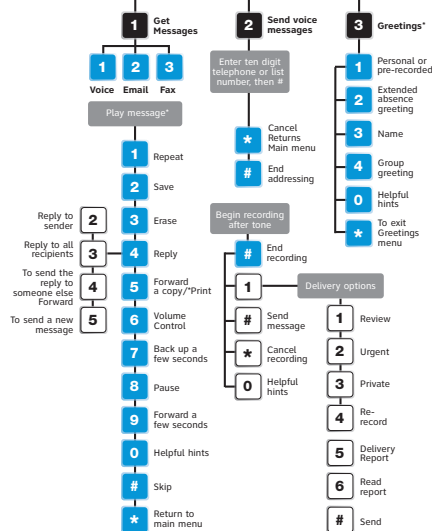 1 Get
Messages
1 2 3
Voice Email Fax
Play message*
1 Repeat
2 Save
3 Erase
4 Reply
Reply to
sender 2
Reply to all
recipients 3
To send the
reply to
someone else
Forward 4
To send a new
message 5
5 Forward
a copy/*Print
6 Volume
Control
7 Back up a
few seconds
8 Pause
9 Forward a
few seconds
0 Helpful hints
# Skip
* Return to
main menu
2 Send voice
messages
Enter ten digit
telephone or list
number, then #
* Cancel
Returns
Main menu
# End
addressing
Begin recording
after tone
# End
recording
1
# Send
message
* Cancel
recording
0 Helpful
hints
Delivery options
1 Review
2 Urgent
3 Private
4 Re-
record
5 Delivery
Report
6 Read
report
# Send
3 Greetings*
1 Personal or
pre-recorded
2 Extended
absence
greeting
3 Name
4 Group
greeting
0 Helpful
hints
* To exit
Greetings
menu